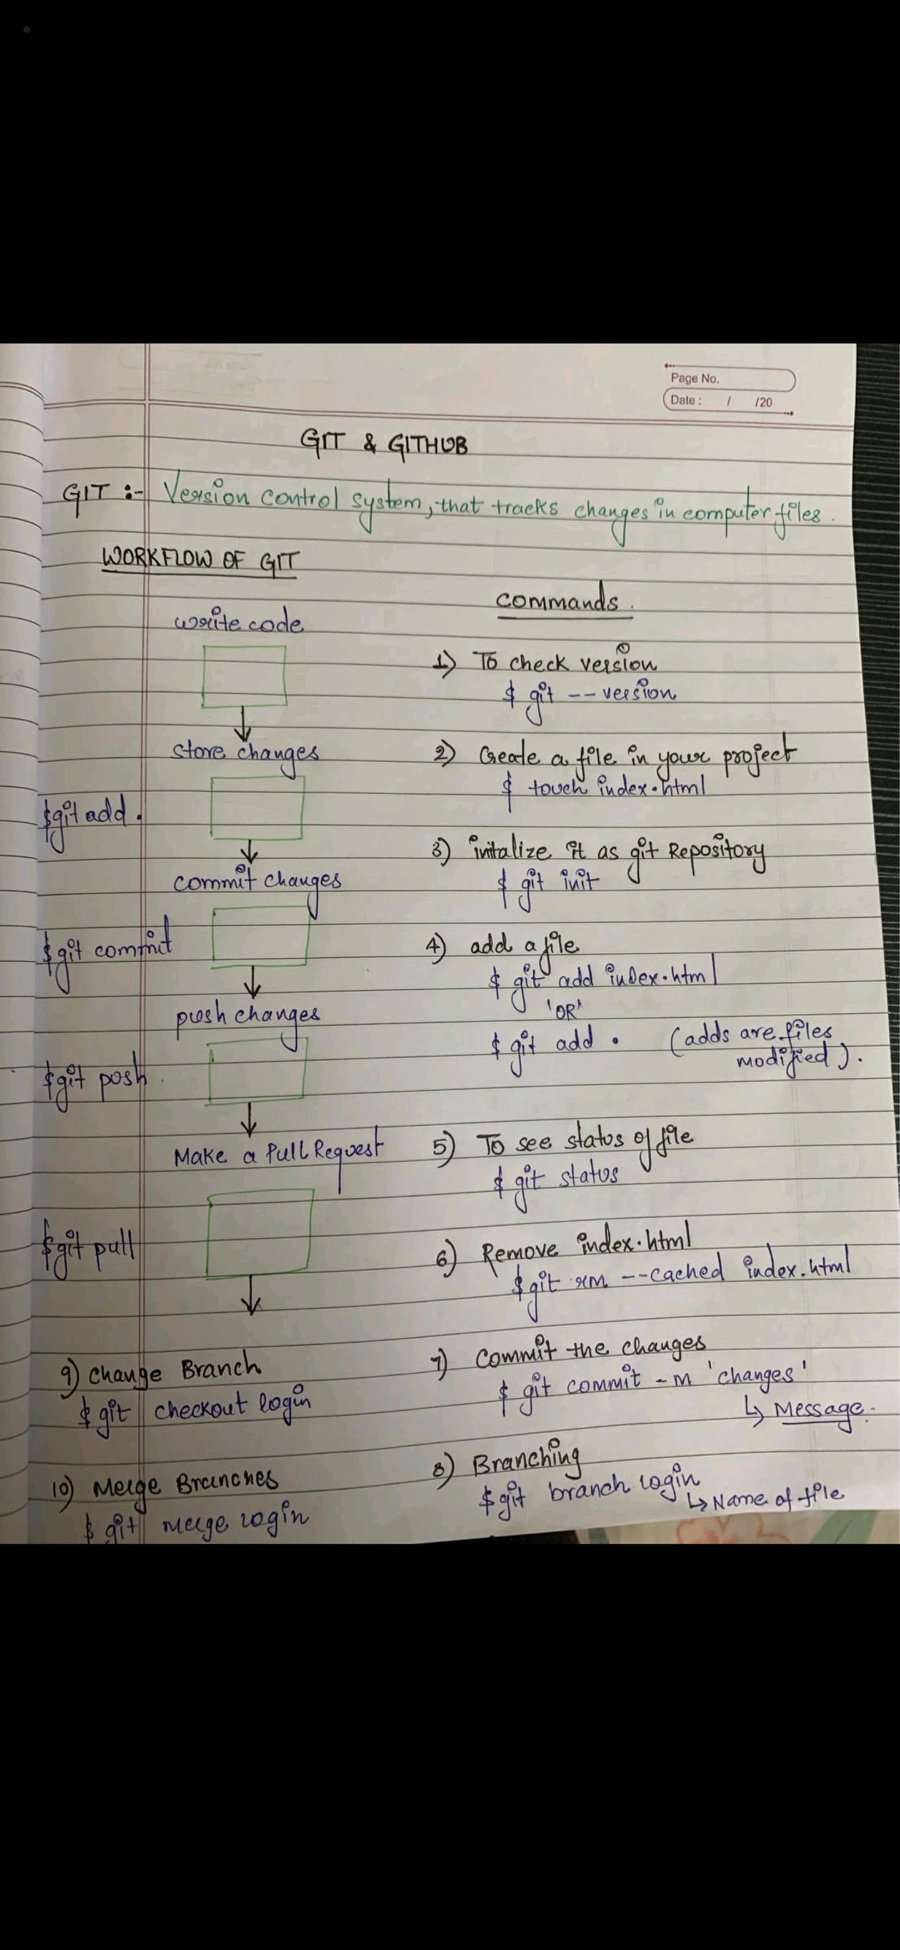 Page No.
Date : / /20
GIT & GITHUB
GIT :- Version control system, that tracks changes in computer files.
WORKFLOW OF GIT
write code
store changes
$git add .
commit changes
$git commit
push changes
$git push
Make a Pull Request
$git pull
commands.
1) To check version
$ git --version
2) Create a file in your project
$ touch index.html
3) initalize it as git Repository
$ git init
4) add a file
$ git add index.html
'OR'
$ git add . (adds are files
modified).
5) To see status of file
$ git status
6) Remove index.html
$git rm --cached index.html
7) Commit the changes
$ git commit -m 'changes'
↳ Message.
8) Branching
$git branch login
↳ Name of file
9) Change Branch
$ git checkout login
10) Merge Branches
$ git merge login